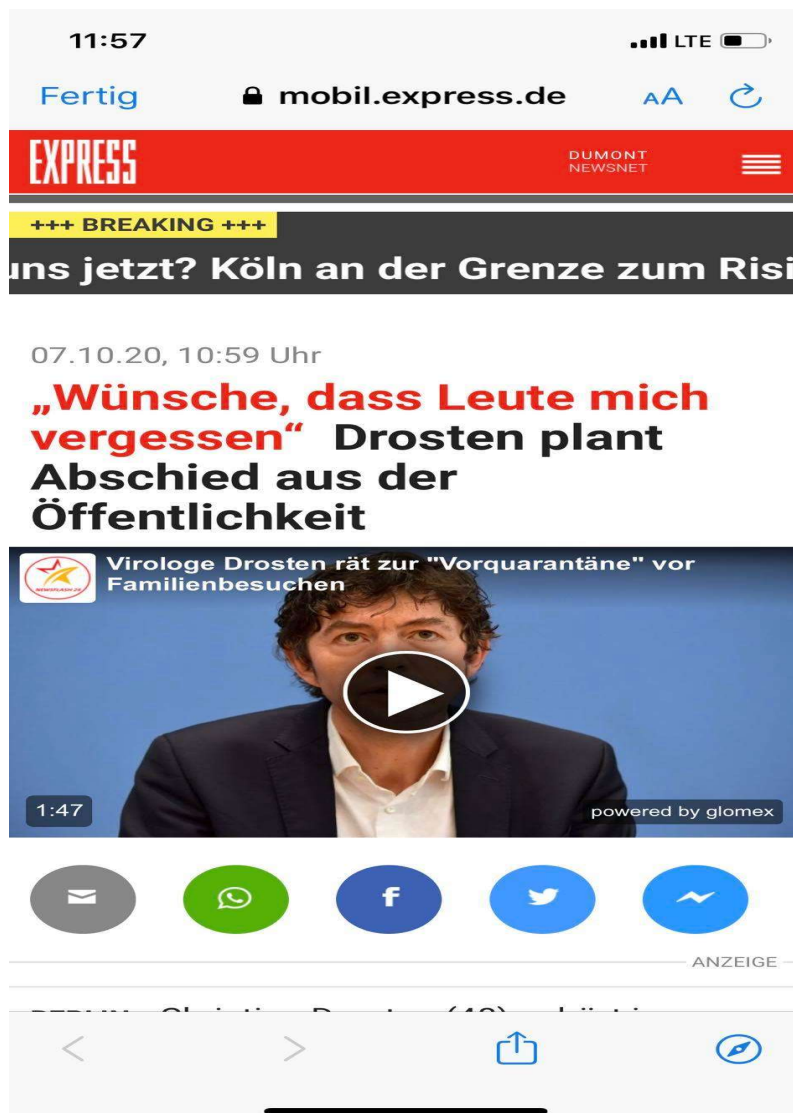 11:57
LTE
Fertig
mobil.express.de
AA
EXPRESS
DUMONT
NEWSNET
+++ BREAKING +++
uns jetzt? Köln an der Grenze zum Risi
07.10.20, 10:59 Uhr
„Wünsche, dass Leute mich
vergessen“ Drosten plant
Abschied aus der
Öffentlichkeit
Virologe Drosten rät zur "Vorquarantäne" vor
Familienbesuchen
1:47
powered by glomex
ANZEIGE